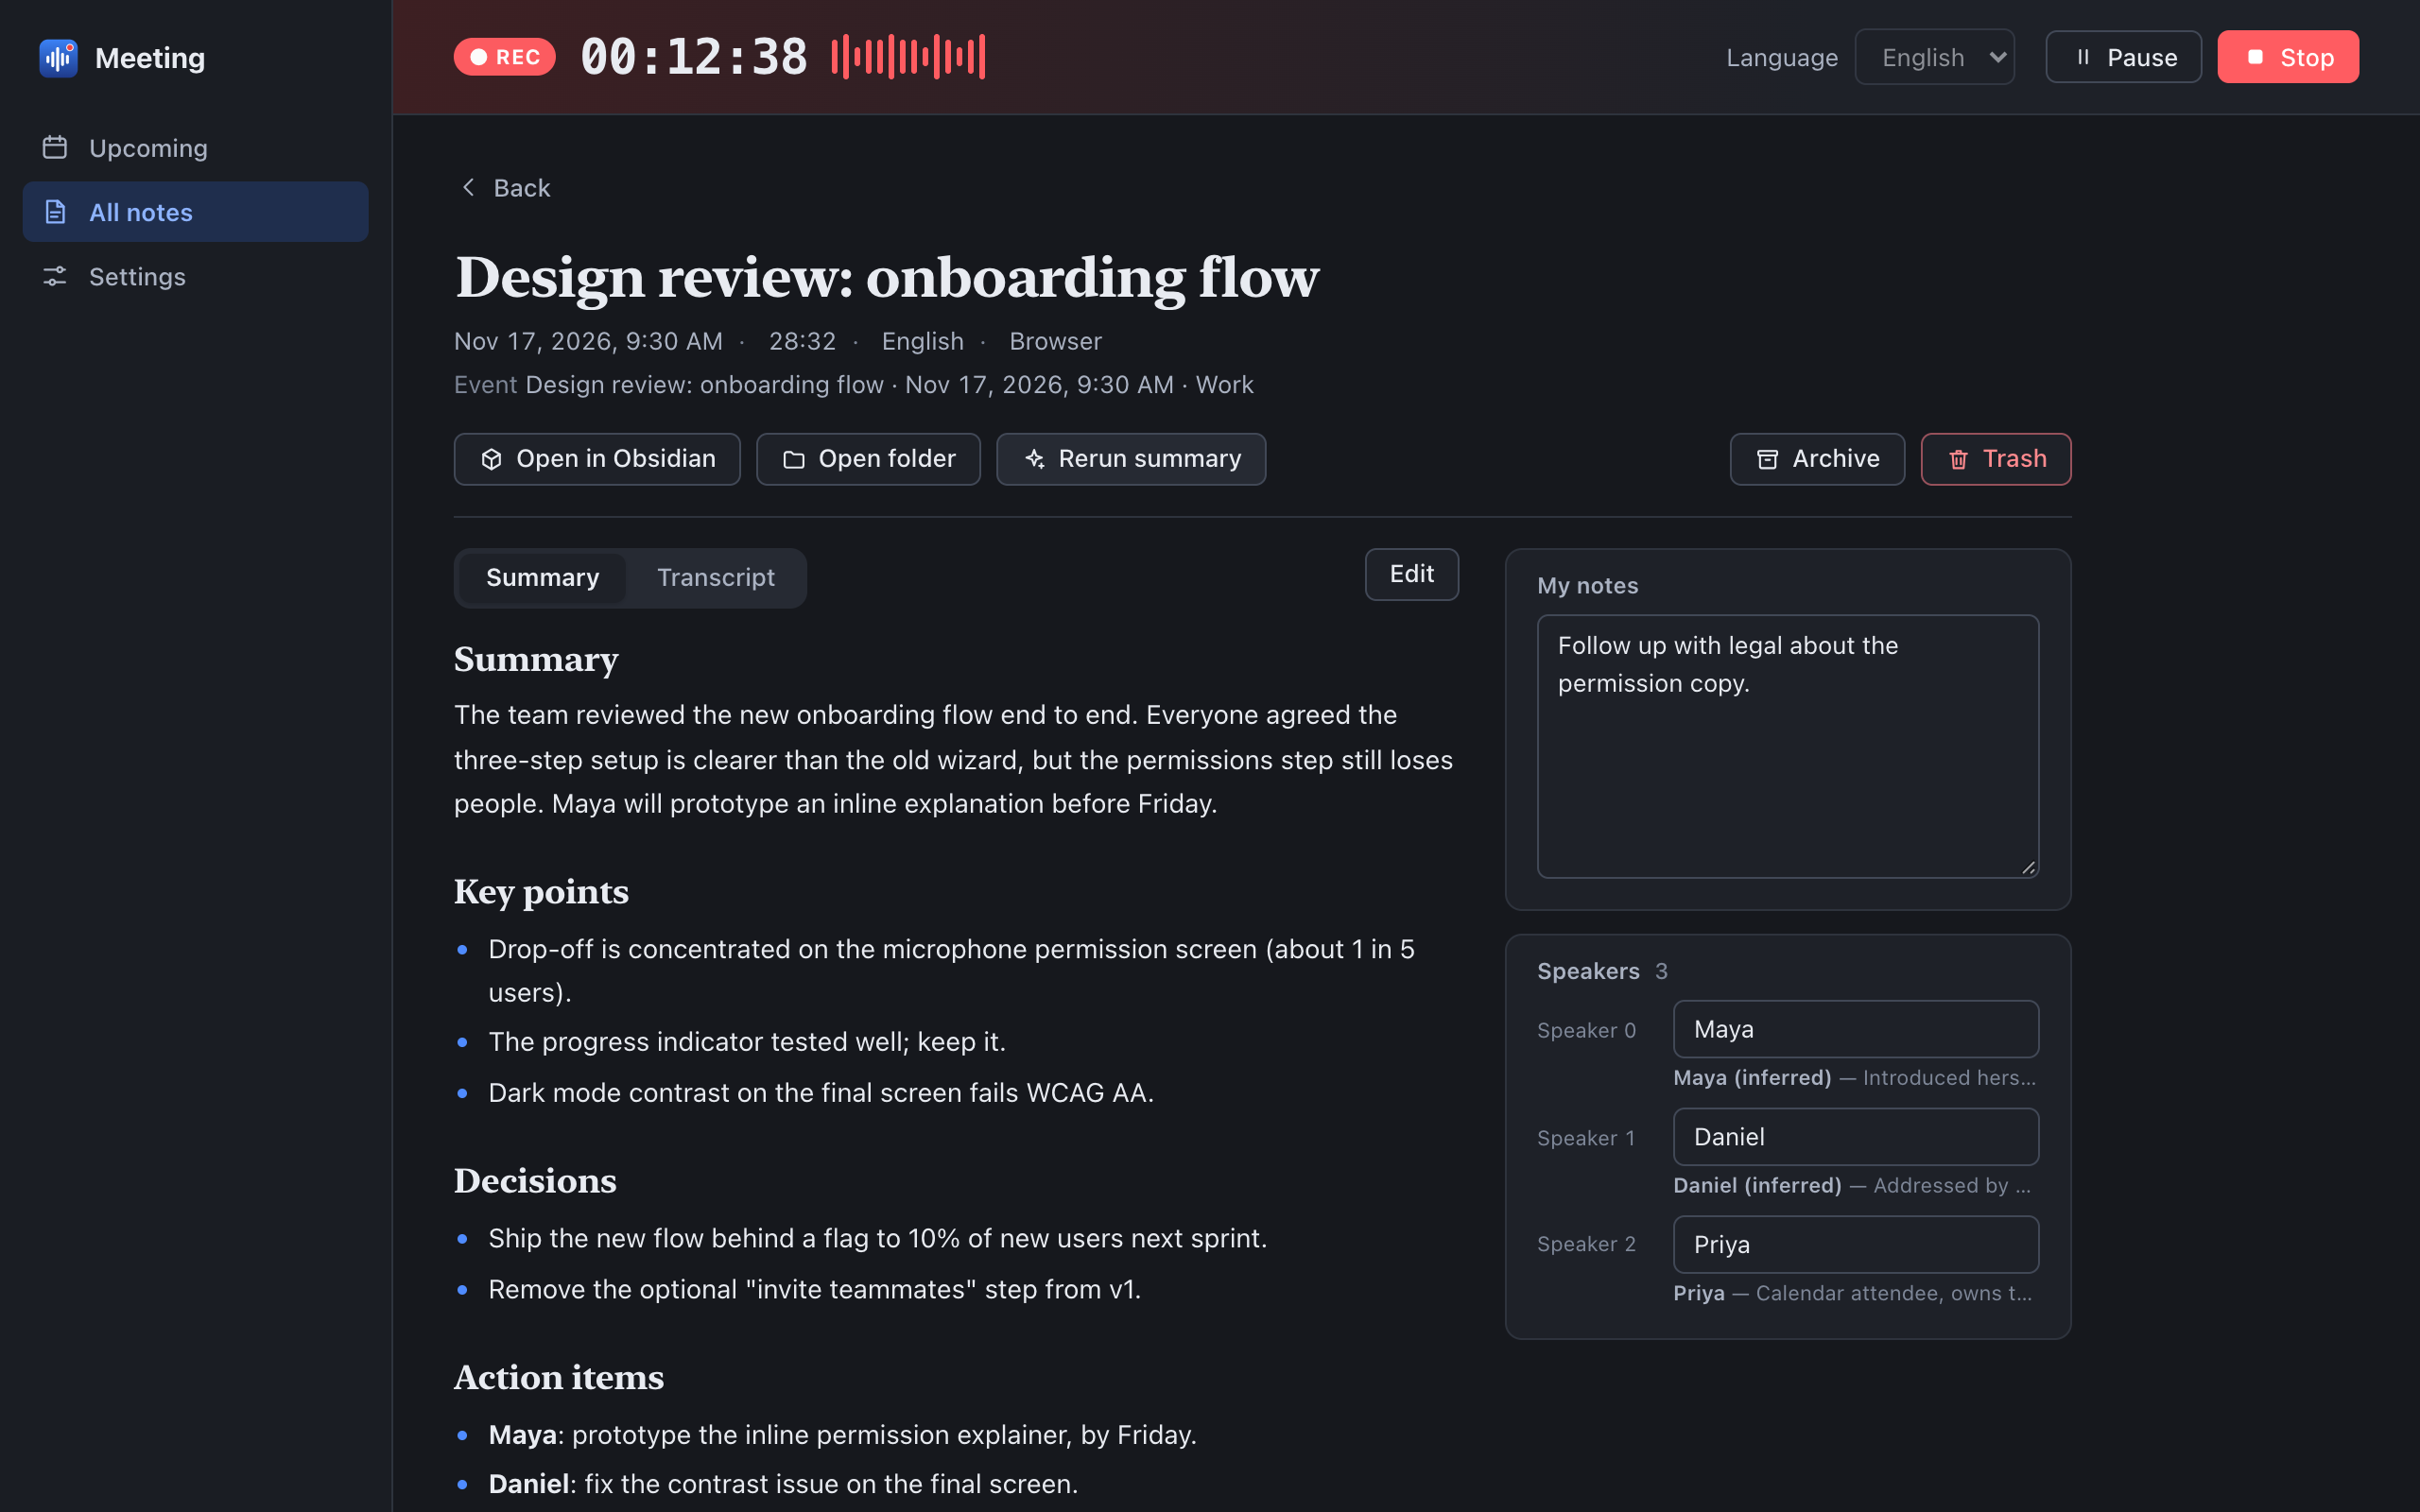 Meeting
Upcoming
All notes
Settings
REC
00:12:38
Language
English
Pause
Stop
Back
Design review: onboarding flow
Nov 17, 2026, 9:30 AM · 28:32 · English · Browser
Event Design review: onboarding flow · Nov 17, 2026, 9:30 AM · Work
Open in Obsidian
Open folder
Rerun summary
Archive
Trash
Summary
Transcript
Edit
Summary
The team reviewed the new onboarding flow end to end. Everyone agreed the
three-step setup is clearer than the old wizard, but the permissions step still loses
people. Maya will prototype an inline explanation before Friday.
Key points
Drop-off is concentrated on the microphone permission screen (about 1 in 5
users).
The progress indicator tested well; keep it.
Dark mode contrast on the final screen fails WCAG AA.
Decisions
Ship the new flow behind a flag to 10% of new users next sprint.
Remove the optional "invite teammates" step from v1.
Action items
Maya: prototype the inline permission explainer, by Friday.
Daniel: fix the contrast issue on the final screen.
My notes
Follow up with legal about the
permission copy.
Speakers 3
Speaker 0
Maya
Maya (inferred) — Introduced hers...
Speaker 1
Daniel
Daniel (inferred) — Addressed by ...
Speaker 2
Priya
Priya — Calendar attendee, owns t...